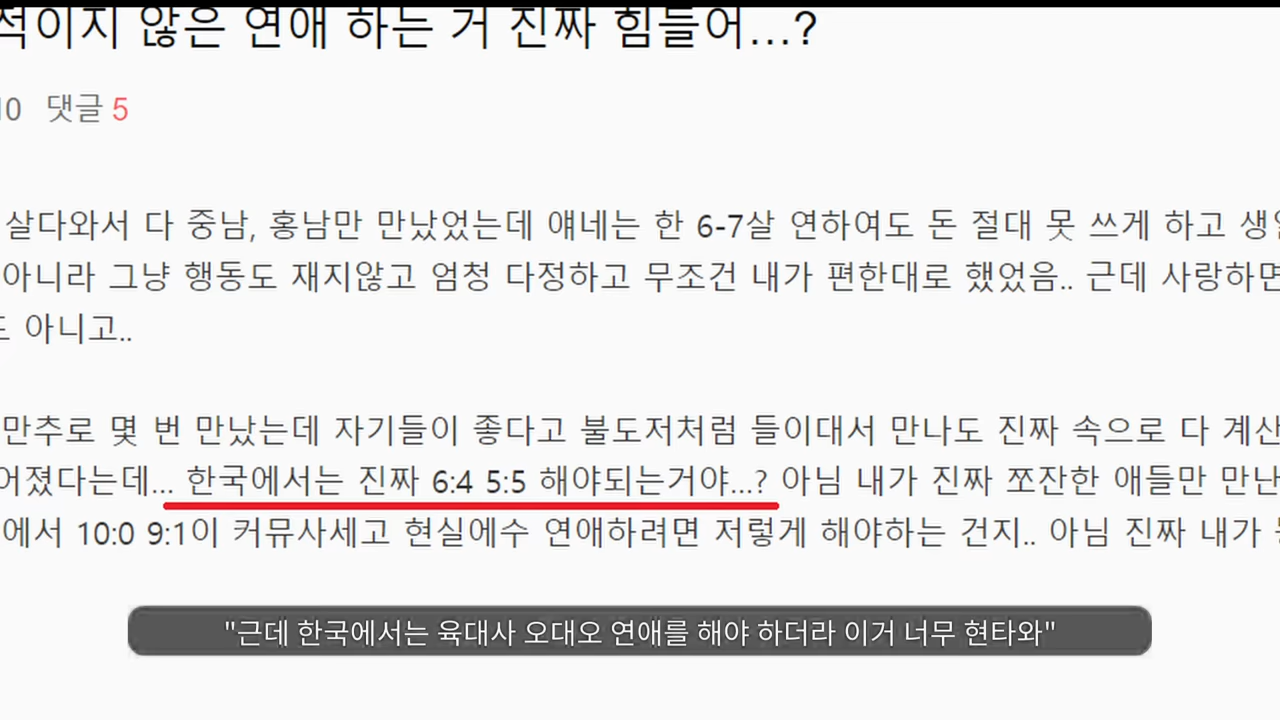 적이지 않은 연애 하는 거 진짜 힘들어...?
10 댓글 5
살다와서 다 중남, 홍남만 만났었는데 얘네는 한 6-7살 연하여도 돈 절대 못 쓰게 하고 생일
아니라 그냥 행동도 재지않고 엄청 다정하고 무조건 내가 편한대로 했었음.. 근데 사랑하면
도 아니고..
만추로 몇 번 만났는데 자기들이 좋다고 불도저처럼 들이대서 만나도 진짜 속으로 다 계산
어졌다는데... 한국에서는 진짜 6:4 5:5 해야되는거야...? 아님 내가 진짜 쪼잔한 애들만 만난
에서 10:0 9:1이 커뮤사세고 현실에수 연애하려면 저렇게 해야하는 건지.. 아님 진짜 내가
"근데 한국에서는 육대사 오대오 연애를 해야 하더라 이거 너무 현타와"